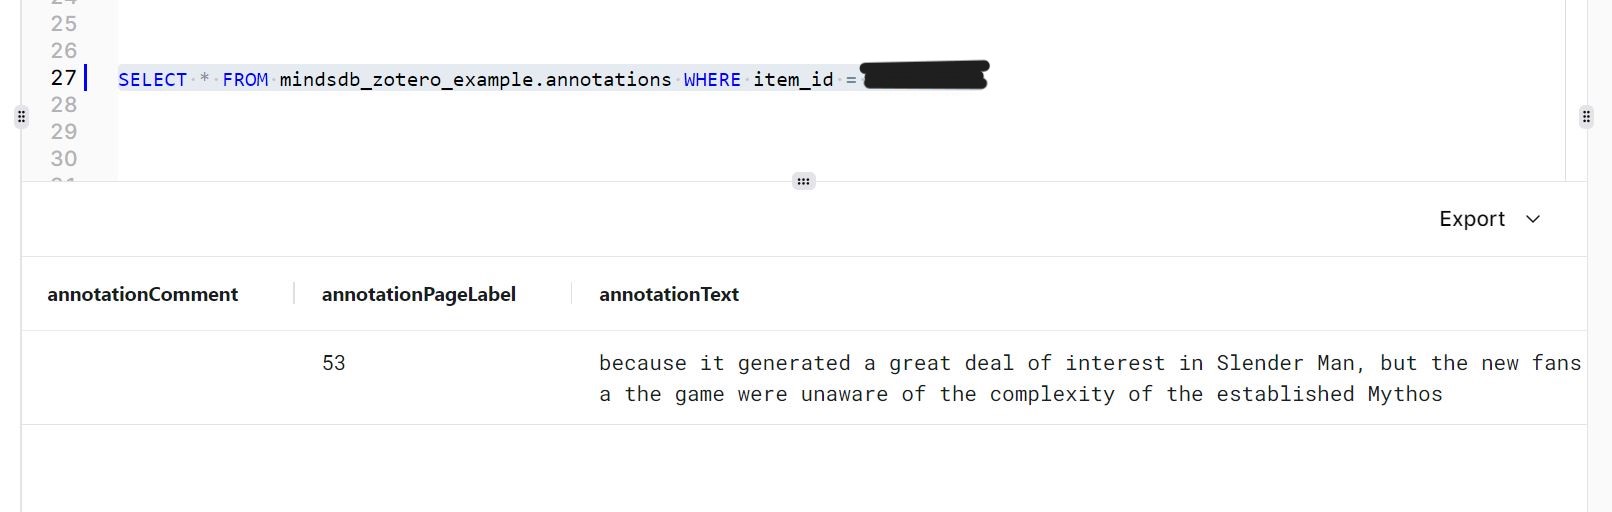 25
26
27 SELECT * FROM mindsdb_zotero_example.annotations WHERE item_id =
28
29
30
Export
annotationComment annotationPageLabel annotationText
53 because it generated a great deal of interest in Slender Man, but the new fans
a the game were unaware of the complexity of the established Mythos